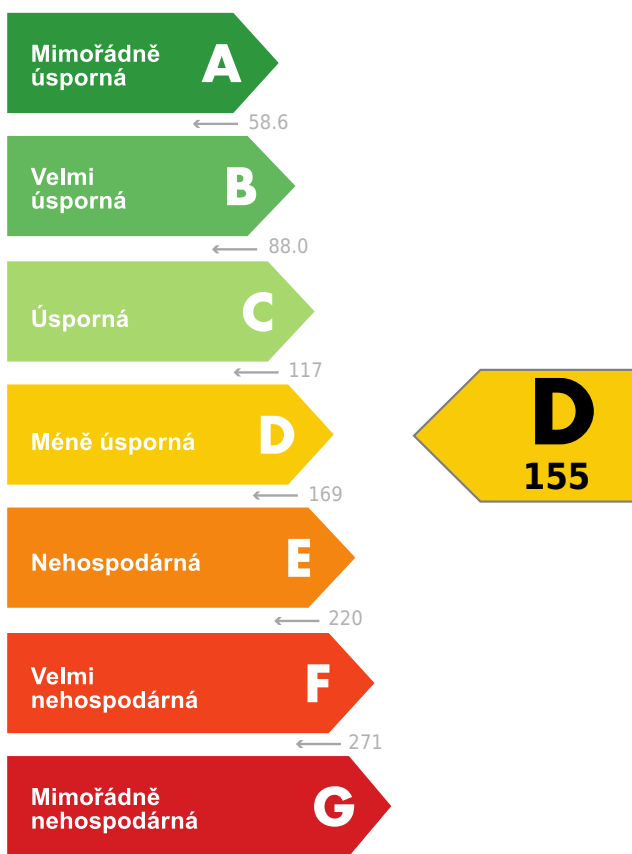 Mimořádně
úsporná
A
58.6
Velmi
úsporná
B
88.0
Úsporná
C
117
Méně úsporná
D
169
D
155
Nehospodárná
E
220
Velmi
nehospodárná
F
271
Mimořádně
nehospodárná
G